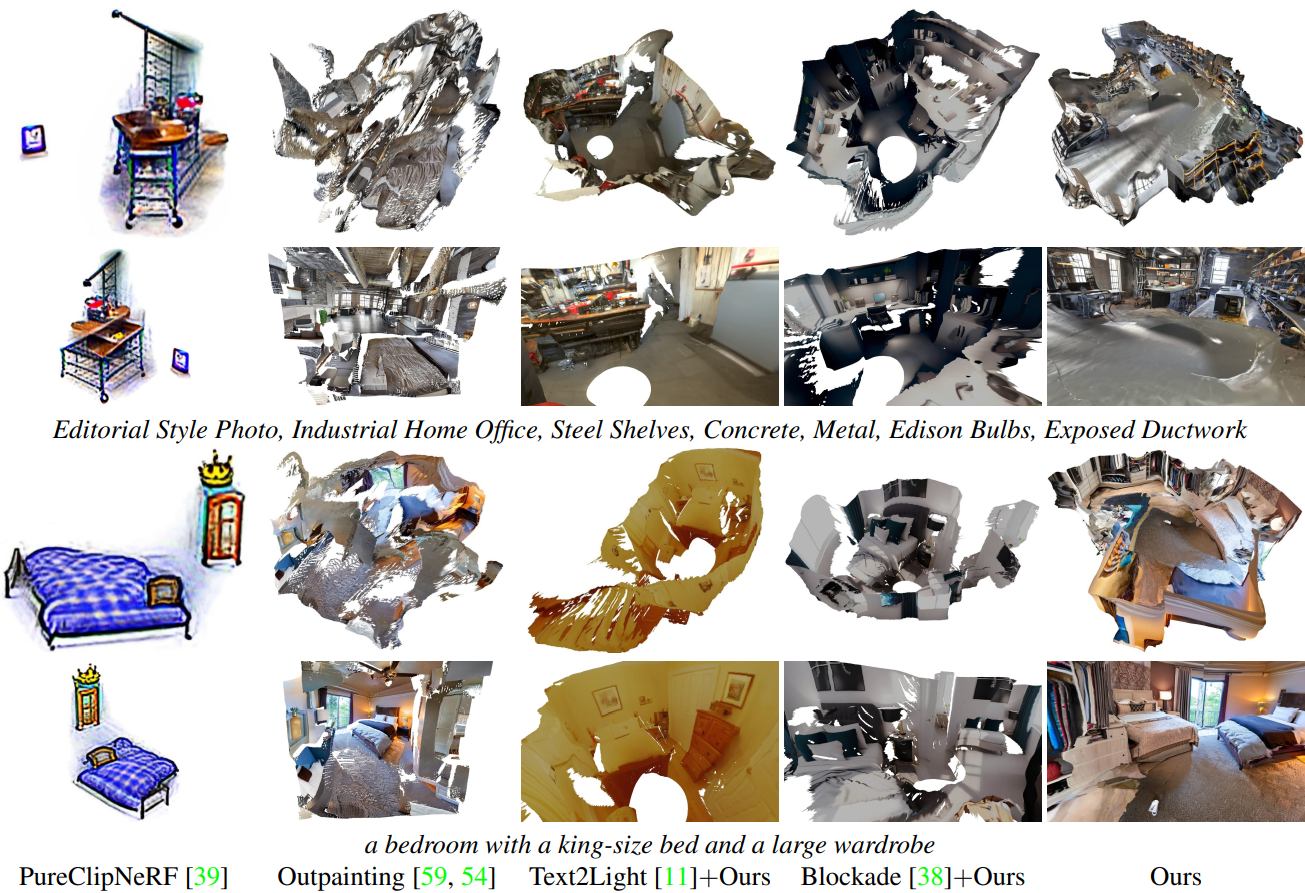 Editorial Style Photo, Industrial Home Office, Steel Shelves, Concrete, Metal, Edison Bulbs, Exposed Ductwork
a bedroom with a king-size bed and a large wardrobe
PureClipNeRF [39] Outpainting [59, 54] Text2Light [11]+Ours Blockade [38]+Ours Ours